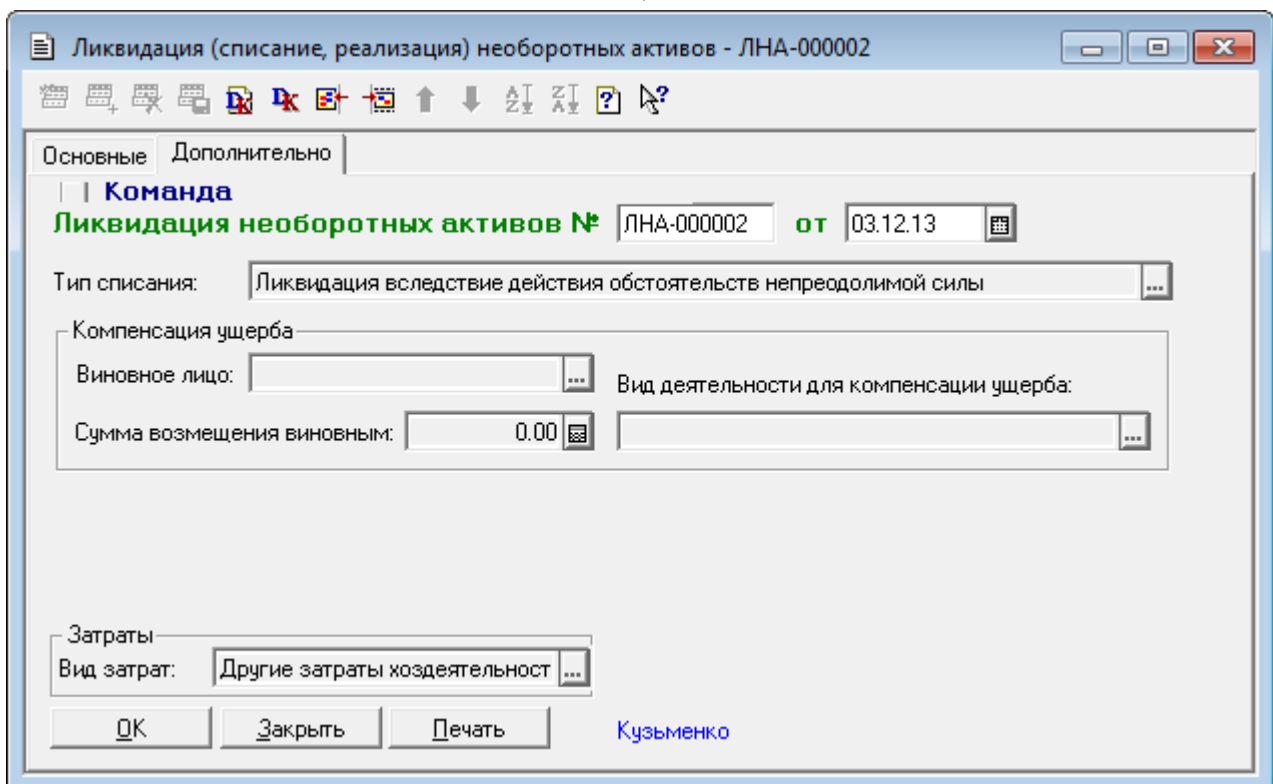 Ликвидация (списание, реализация) необоротных активов - ЛНА-000002
Основные Дополнительно
Команда
Ликвидация необоротных активов № ЛНА-000002 от 03.12.13
Тип списания: Ликвидация вследствие действия обстоятельств непреодолимой силы ...
Компенсация ущерба
Виновное лицо: ...
Вид деятельности для компенсации ущерба:
Сумма возмещения виновным: 0.00 ...
Затраты
Вид затрат: Другие затраты хоздеятельност ...
OK Закрыть Печать Кузьменко